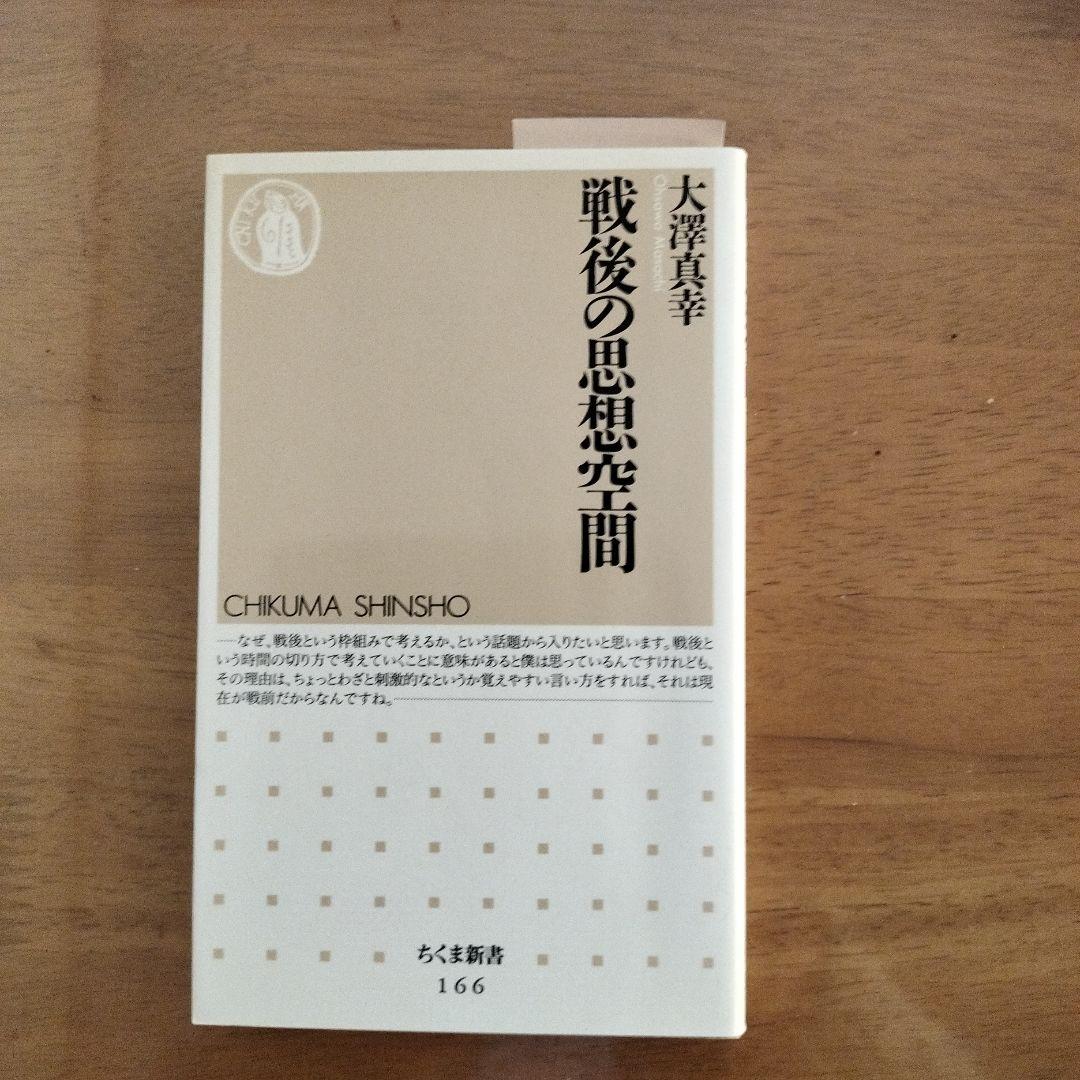 大澤真幸
Ohsawa Masachi
戦後の思想空間
CHIKUMA SHINSHO
──なぜ、戦後という枠組みで考えるか、という話題から入りたいと思います。戦後と
いう時間の切り方で考えていくことに意味があると僕は思っているんですけれども、
その理由は、ちょっとわざと刺激的なというか覚えやすい言い方をすれば、それは現
在が戦前だからなんですね。
ちくま新書
166